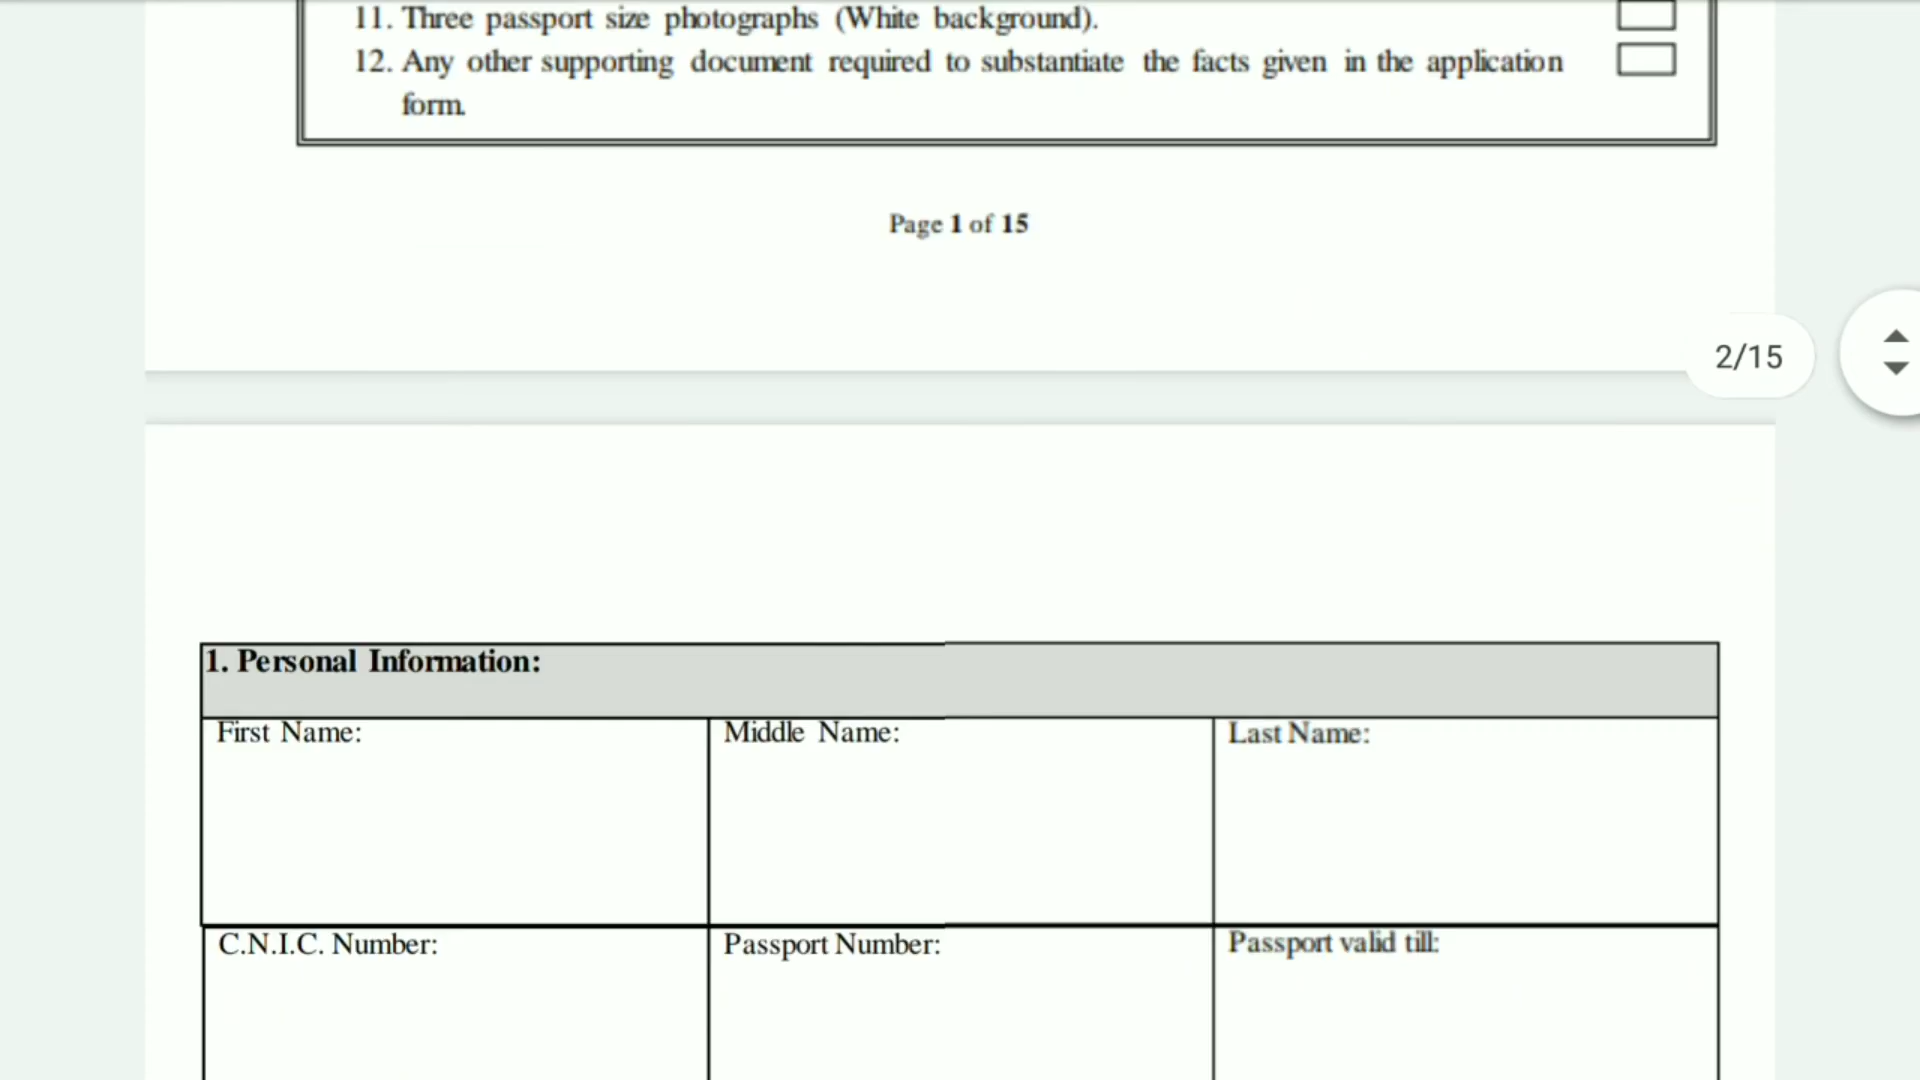 11. Three passport size photographs (White background).
12. Any other supporting document required to substantiate the facts given in the application
form.
Page 1 of 15
2/15
1. Personal Information:
First Name:
Middle Name:
Last Name:
C.N.I.C. Number:
Passport Number:
Passport valid till: